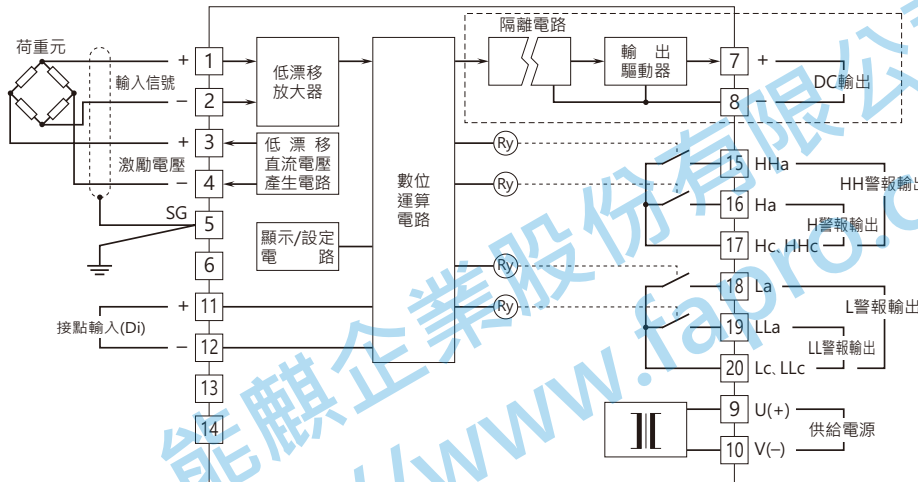 荷重元
輸入信號
+
−
激勵電壓
+
−
SG
接點輸入(Di)
+
−
1
2
3
4
5
6
11
12
13
14
低漂移
放大器
低漂移
直流電壓
產生電路
顯示/設定
電路
數位
運算
電路
隔離電路
輸出
驅動器
Ry
Ry
Ry
Ry
7 +
8 −
DC輸出
15 HHa
16 Ha
17 Hc、HHc
HH警報輸出
H警報輸出
18 La
19 LLa
20 Lc、LLc
L警報輸出
LL警報輸出
9 U(+)
10 V(−)
供給電源
能麒企業股份有限公
//www.fapro.c